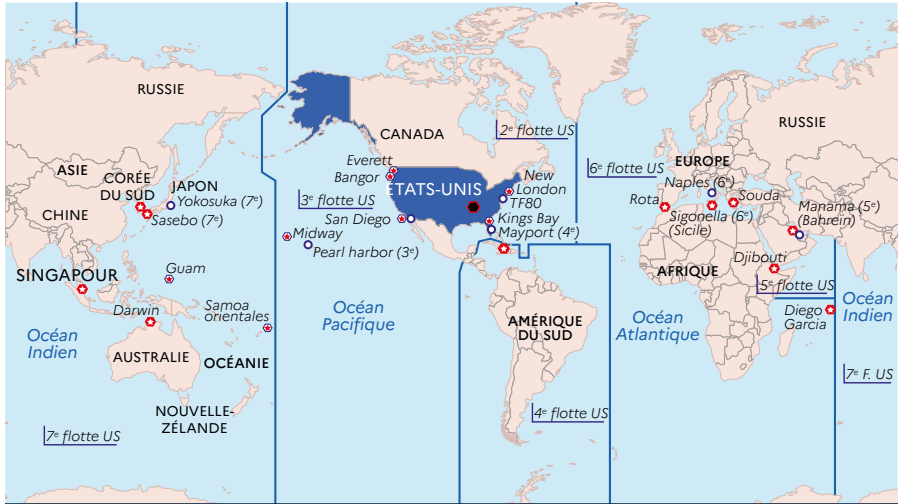 RUSSIE
CANADA
2e flotte US
RUSSIE
ASIE
CORÉE
DU SUD
JAPON
Yokosuka (7e)
Sasebo (7e)
CHINE
Everett
Bangor
ÉTATS-UNIS
3e flotte US
San Diego
New
London
TF80
Kings Bay
Mayport (4e)
Midway
Pearl harbor (3e)
6e flotte US
EUROPE
Naples (6e)
Rota
Souda
Sigonella (6e)
(Sicile)
Manama (5e)
(Bahrein)
SINGAPOUR
Guam
Djibouti
AFRIQUE
5e flotte US
Darwin
Samoa
orientales
Océan
Pacifique
AMÉRIQUE
DU SUD
Océan
Atlantique
Diego
Garcia
Océan
Indien
Océan
Indien
AUSTRALIE
OCÉANIE
7e F. US
NOUVELLE-
ZÉLANDE
4e flotte US
7e flotte US